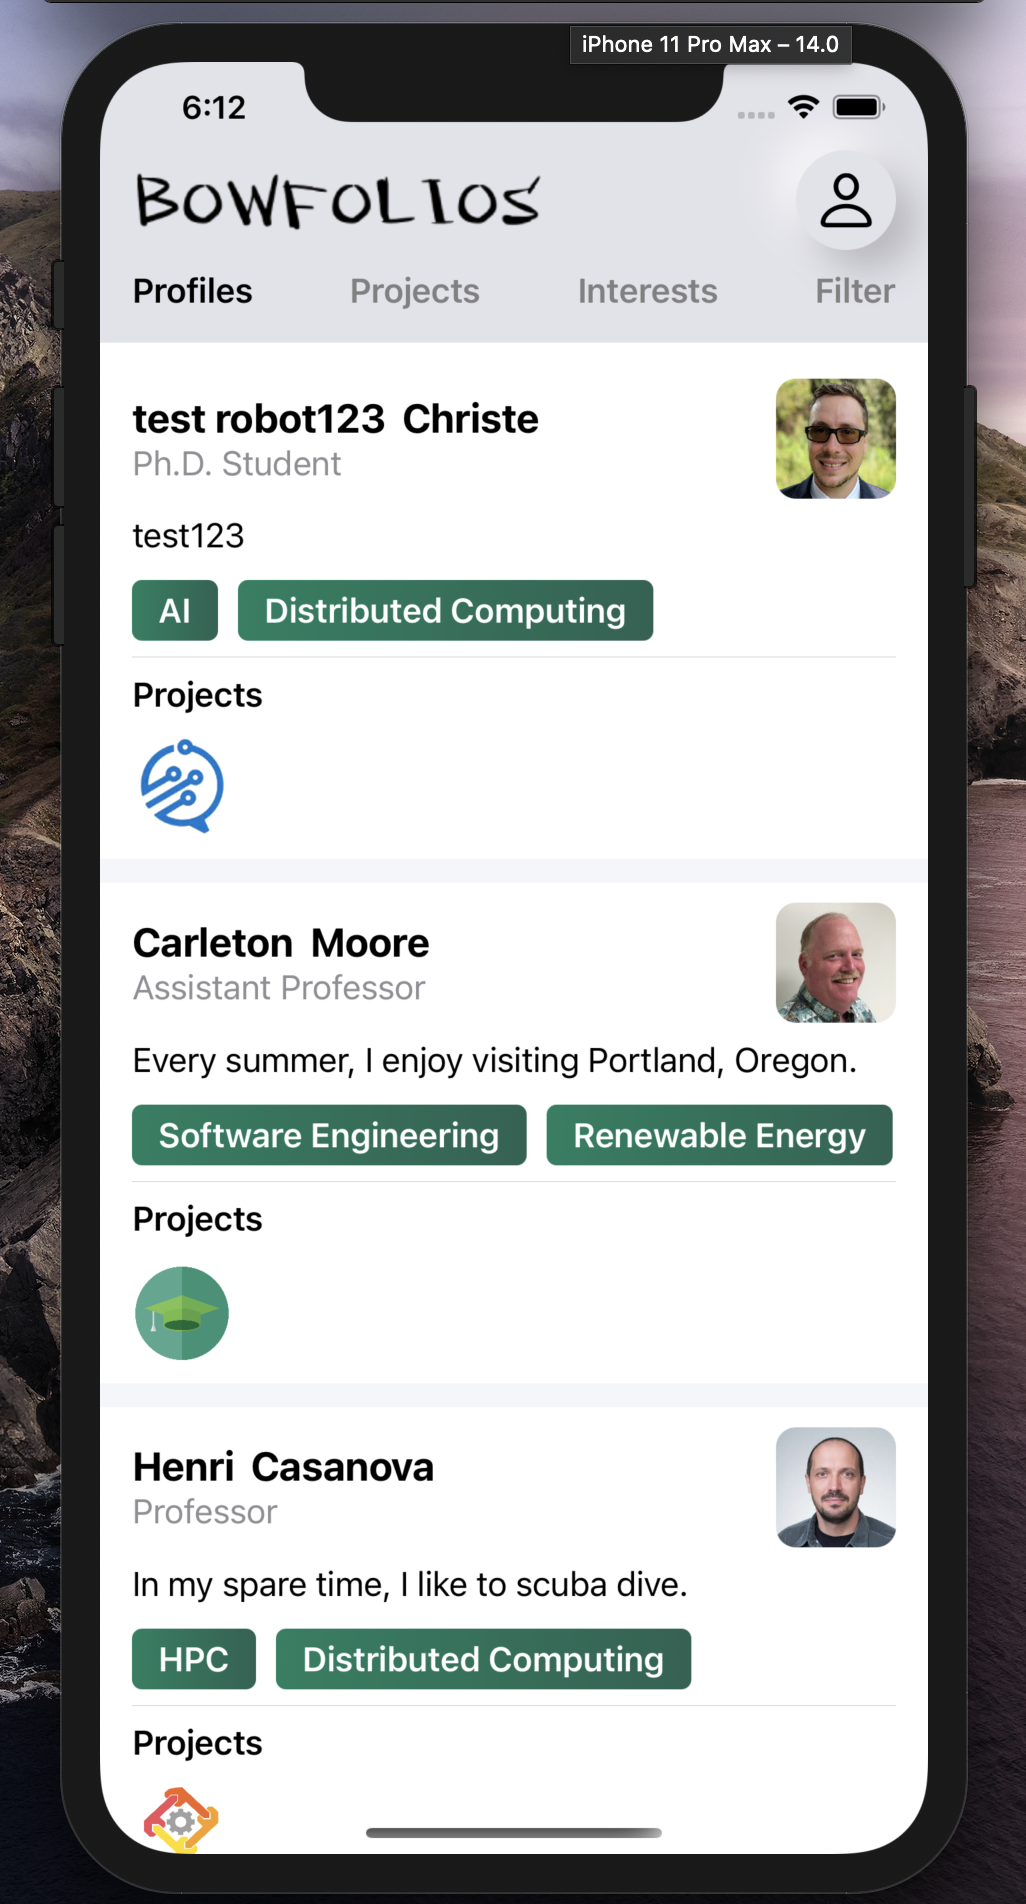 iPhone 11 Pro Max – 14.0
6:12
BOWFOLIOS
Profiles Projects Interests Filter
test robot123 Christe
Ph.D. Student
test123
AI Distributed Computing
Projects
Carleton Moore
Assistant Professor
Every summer, I enjoy visiting Portland, Oregon.
Software Engineering Renewable Energy
Projects
Henri Casanova
Professor
In my spare time, I like to scuba dive.
HPC Distributed Computing
Projects